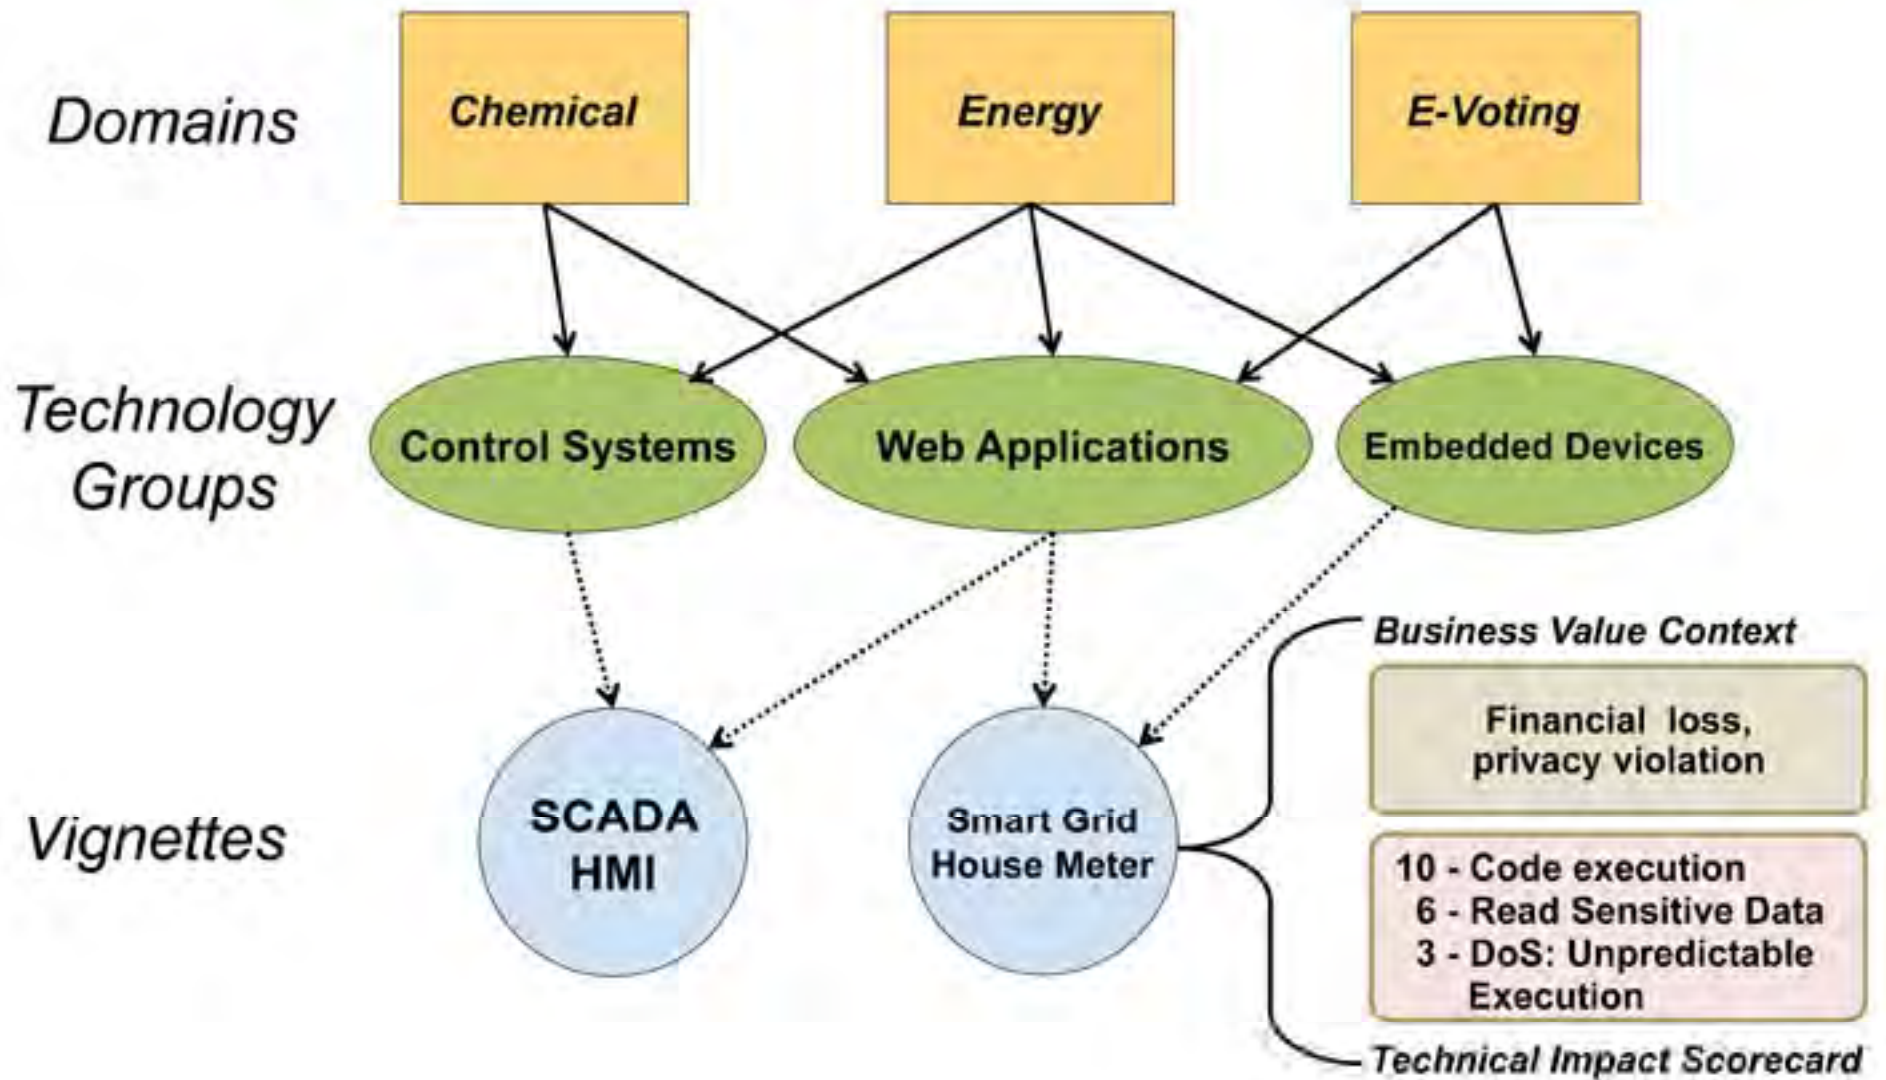 Domains
Chemical
Energy
E-Voting
Technology
Groups
Control Systems
Web Applications
Embedded Devices
Vignettes
SCADA
HMI
Smart Grid
House Meter
Business Value Context
Financial loss,
privacy violation
10 - Code execution
6 - Read Sensitive Data
3 - DoS: Unpredictable
Execution
Technical Impact Scorecard